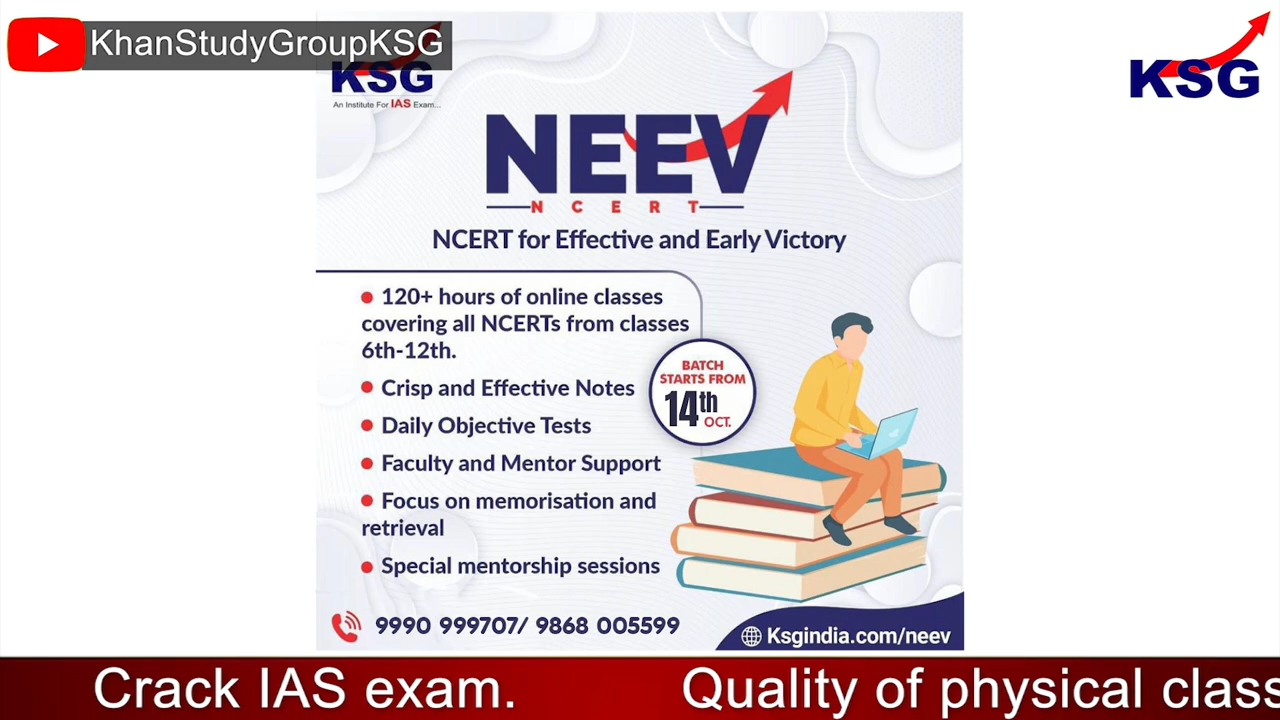 KhanStudyGroupKSG
KSG
KSG
An Institute For IAS Exam...
NEEV
NCERT
NCERT for Effective and Early Victory
120+ hours of online classes
covering all NCERTs from classes
6th-12th.
Crisp and Effective Notes
Daily Objective Tests
Faculty and Mentor Support
Focus on memorisation and
retrieval
Special mentorship sessions
BATCH
STARTS FROM
14th
OCT.
9990 999707/ 9868 005599
Ksgindia.com/neev
Crack IAS exam. Quality of physical class